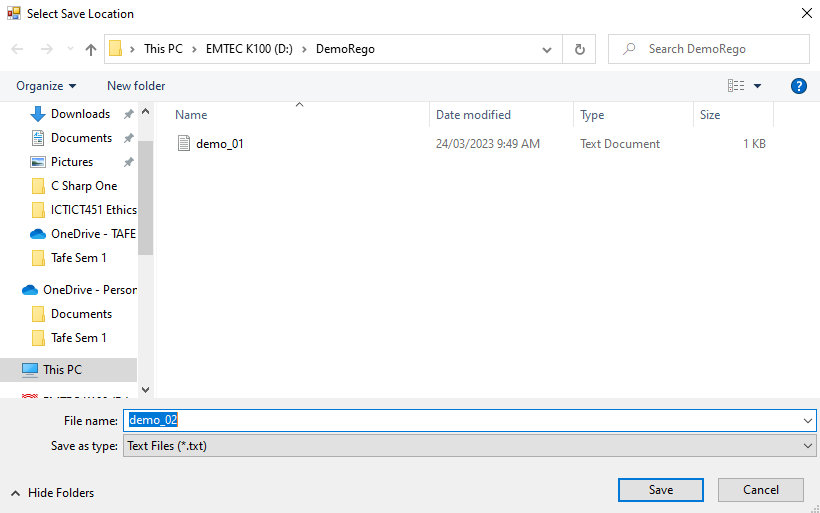 Select Save Location
This PC > EMTEC K100 (D:) > DemoRego
Search DemoRego
Organize
New folder
?
Name
Date modified
Type
Size
demo_01
24/03/2023 9:49 AM
Text Document
1 KB
Downloads
Documents
Pictures
C Sharp One
ICTICT451 Ethics
OneDrive - TAFE
Tafe Sem 1
OneDrive - Person
Documents
Tafe Sem 1
This PC
File name:
demo_02
Save as type:
Text Files (*.txt)
Hide Folders
Save
Cancel